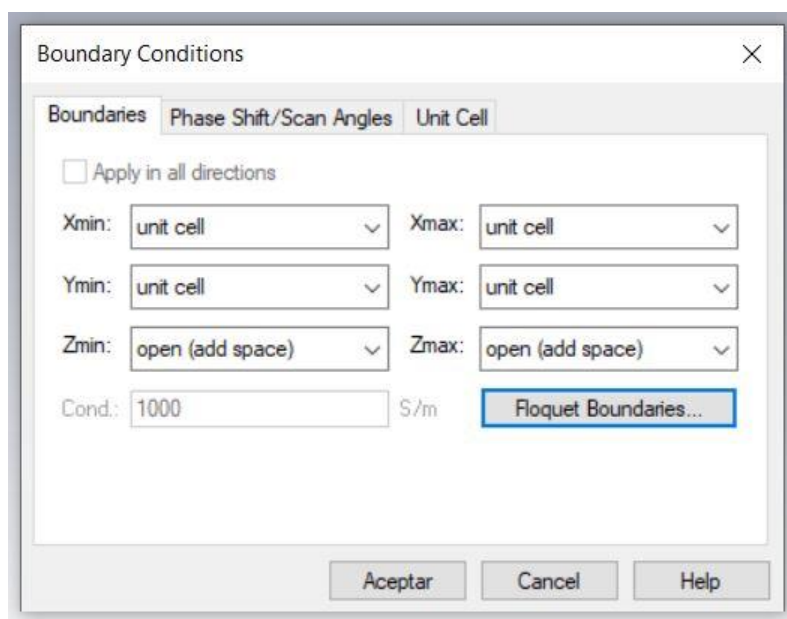 Boundary Conditions
Boundaries Phase Shift/Scan Angles Unit Cell
Apply in all directions
Xmin: unit cell Xmax: unit cell
Ymin: unit cell Ymax: unit cell
Zmin: open (add space) Zmax: open (add space)
Cond.: 1000 S/m Floquet Boundaries...
Aceptar Cancel Help